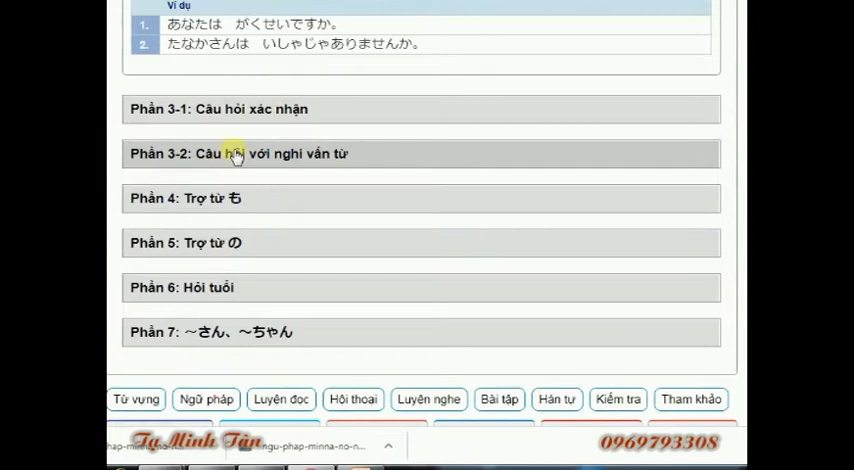 Ví dụ
1. あなたは　がくせいですか。
2. たなかさんは　いしゃじゃありませんか。
Phần 3-1: Câu hỏi xác nhận
Phần 3-2: Câu hỏi với nghi vấn từ
Phần 4: Trợ từ も
Phần 5: Trợ từ の
Phần 6: Hỏi tuổi
Phần 7: ～さん、～ちゃん
Từ vựng Ngữ pháp Luyện đọc Hội thoại Luyện nghe Bài tập Hán tự Kiểm tra Tham khảo
Tạ Minh Tân ngu-phap-minna-no-n... 0969793308